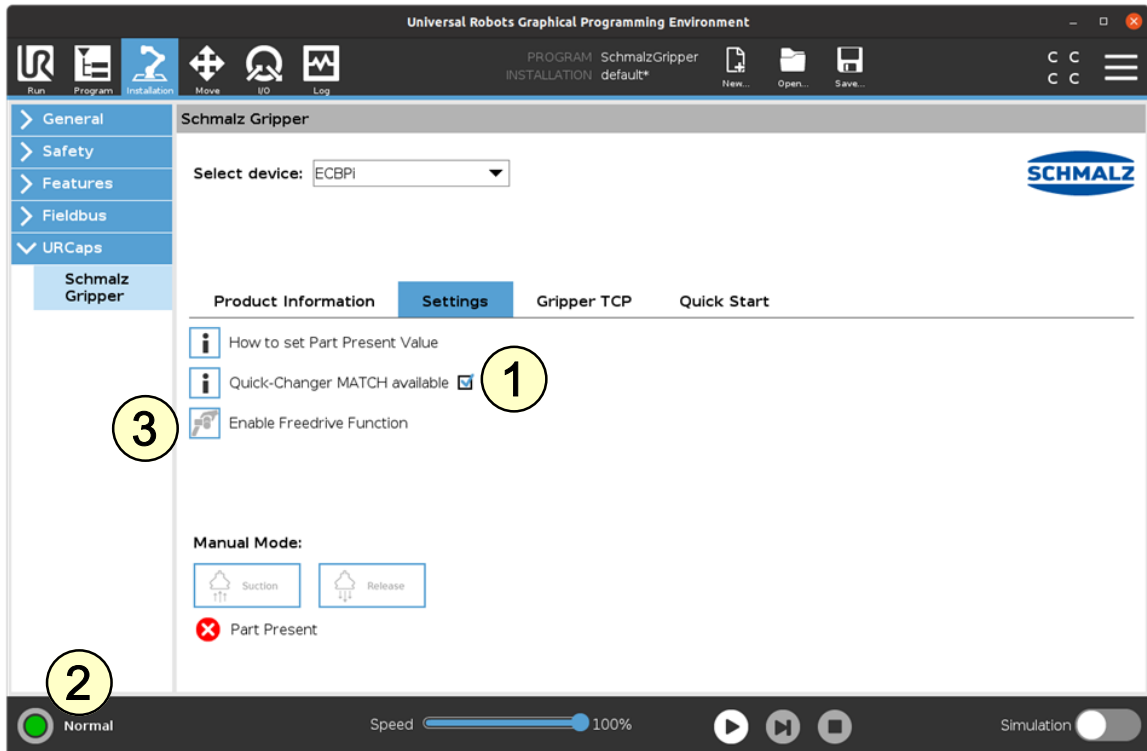 Universal Robots Graphical Programming Environment
PROGRAM SchmalzGripper
INSTALLATION default*
Run Program Installation Move I/O Log New... Open... Save...
C C
C C
General
Safety
Features
Fieldbus
URCaps
Schmalz
Gripper
Schmalz Gripper
Select device: ECBPi
SCHMALZ
Product Information Settings Gripper TCP Quick Start
i How to set Part Present Value
i Quick-Changer MATCH available 1
3 Enable Freedrive Function
Manual Mode:
Suction Release
Part Present
2
Normal Speed 100% Simulation